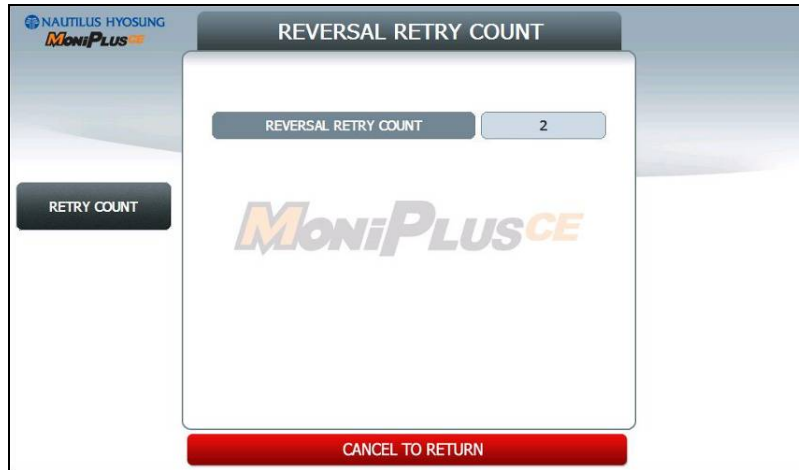 NAUTILUS HYOSUNG
MoniPlusCE
REVERSAL RETRY COUNT
REVERSAL RETRY COUNT 2
RETRY COUNT
MoniPlusCE
CANCEL TO RETURN